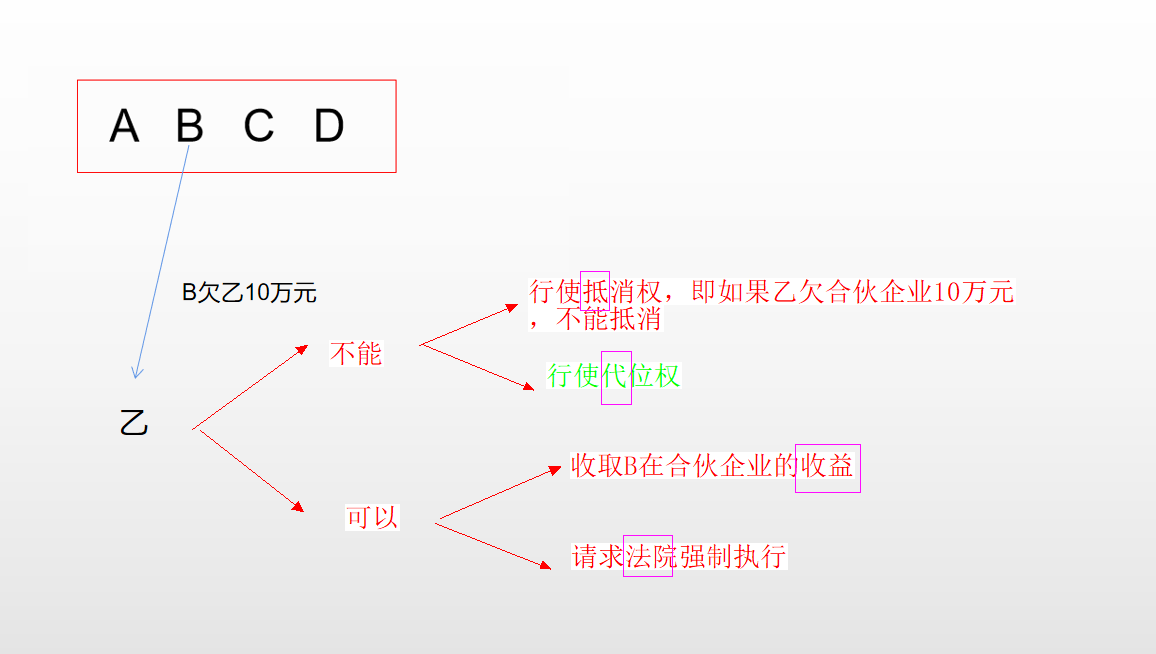 A B C D
B欠乙10万元
行使抵消权，即如果乙欠合伙企业10万元
，不能抵消
不能
行使代位权
乙
收取B在合伙企业的收益
可以
请求法院强制执行